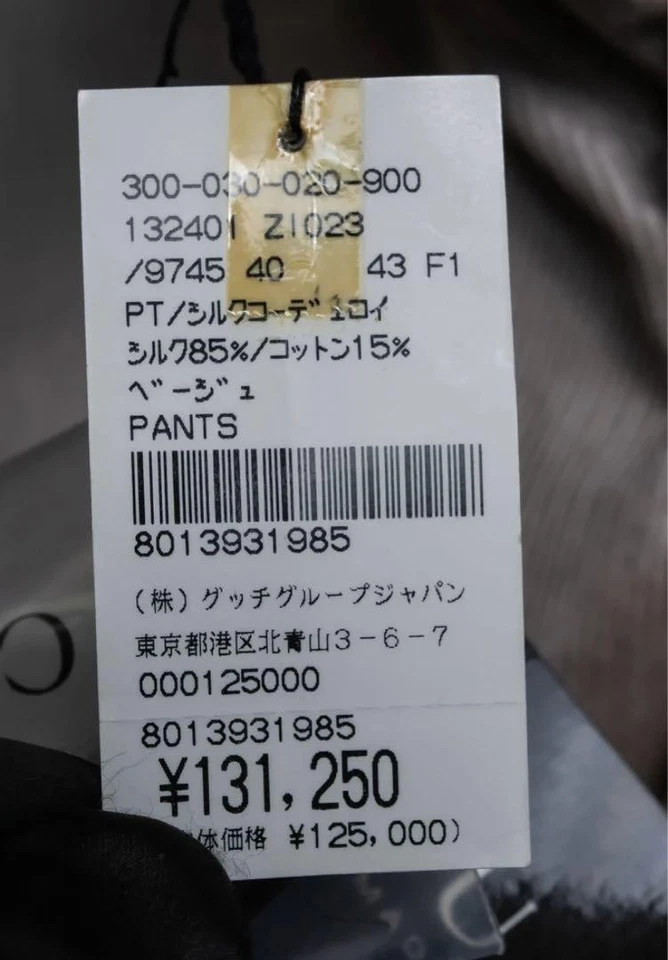 300-030-020-900
132401 Z1023
/9745 40 43 F1
PT/シルクコーデュロイ
シルク85%/コットン15%
ベージュ
PANTS
8013931985
(株)グッチグループジャパン
東京都港区北青山3-6-7
000125000
8013931985
¥131,250
体価格 ¥125,000)